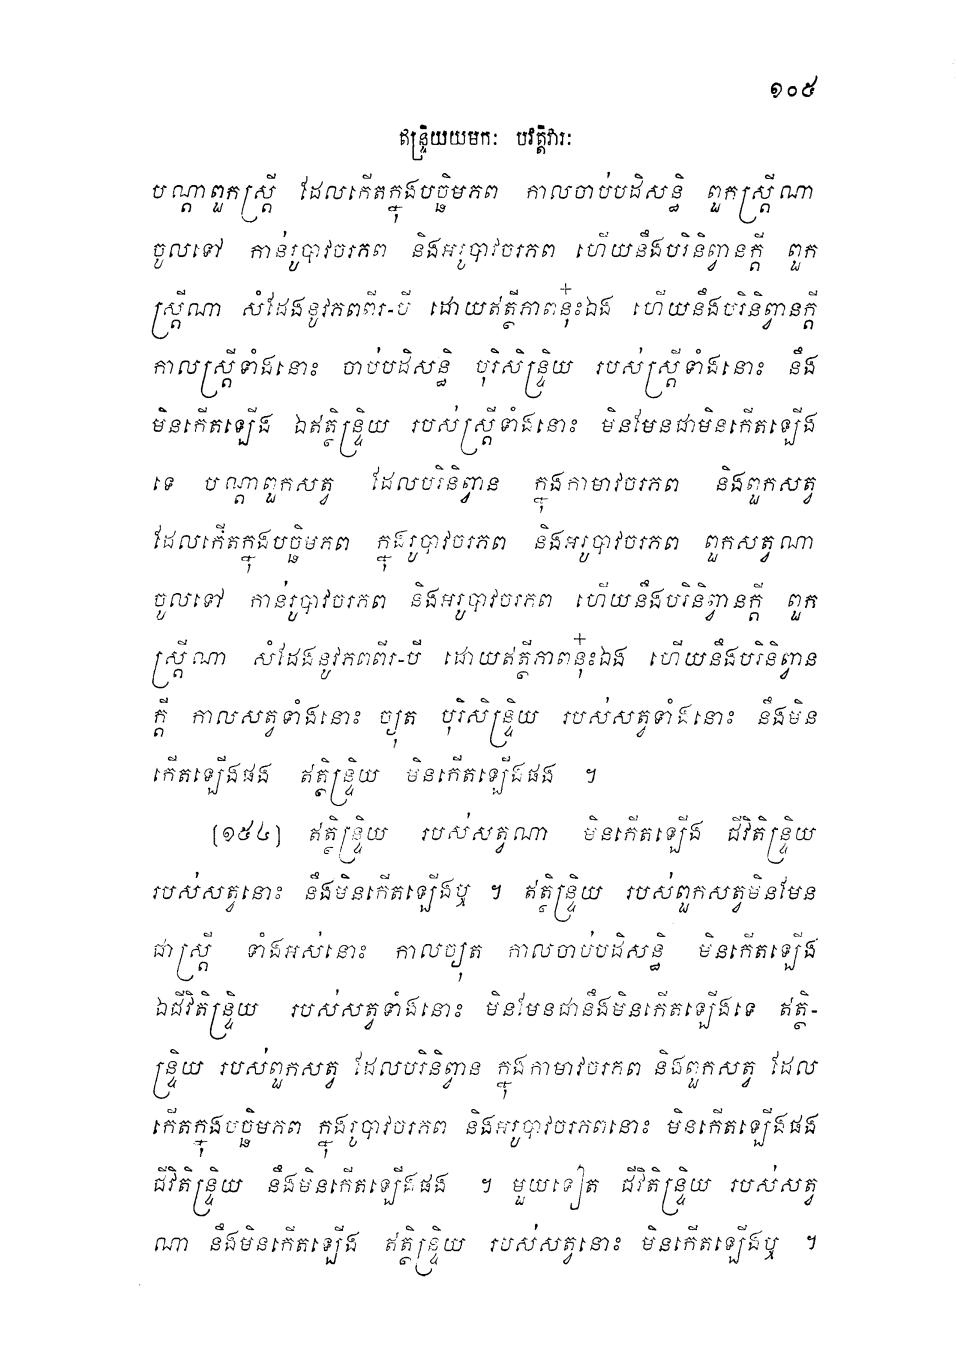 ១០៥
ឥន្ទ្រិយយមកៈ បវត្តិវារៈ
បណ្តាពួកស្ត្រី ដែលកើតក្នុងបច្ឆិមភព កាលចាប់បដិសន្ធិ ពួកស្ត្រីណា
ចូលទៅ កាន់រូបាវចរភព និងអរូបាវចរភព ហើយនឹងបរិនិព្វានក្តី ពួក
ស្ត្រីណា សំដែងនូវភពពីរ-បី ដោយឥត្ថីភាពនុ៎ះឯង ហើយនឹងបរិនិព្វានក្តី
កាលស្ត្រីទាំងនោះ ចាប់បដិសន្ធិ បុរិសិន្ទ្រិយ របស់ស្ត្រីទាំងនោះ នឹង
មិនកើតឡើង ឯឥត្ថិន្ទ្រិយ របស់ស្ត្រីទាំងនោះ មិនមែនជាមិនកើតឡើង
ទេ បណ្តាពួកសត្វ ដែលបរិនិព្វាន ក្នុងកាមាវចរភព និងពួកសត្វ
ដែលកើតក្នុងបច្ឆិមភព ក្នុងរូបាវចរភព និងអរូបាវចរភព ពួកសត្វណា
ចូលទៅ កាន់រូបាវចរភព និងអរូបាវចរភព ហើយនឹងបរិនិព្វានក្តី ពួក
ស្ត្រីណា សំដែងនូវភពពីរ-បី ដោយឥត្ថីភាពនុ៎ះឯង ហើយនឹងបរិនិព្វាន
ក្តី កាលសត្វទាំងនោះ ច្យុត បុរិសិន្ទ្រិយ របស់សត្វទាំងនោះ នឹងមិន
កើតឡើងផង ឥត្ថិន្ទ្រិយ មិនកើតឡើងផង ។
(១៥៤) ឥត្ថិន្ទ្រិយ របស់សត្វណា មិនកើតឡើង ជីវិតិន្ទ្រិយ
របស់សត្វនោះ នឹងមិនកើតឡើងឬ ។ ឥត្ថិន្ទ្រិយ របស់ពួកសត្វមិនមែន
ជាស្ត្រី ទាំងអស់នោះ កាលច្យុត កាលចាប់បដិសន្ធិ មិនកើតឡើង
ឯជីវិតិន្ទ្រិយ របស់សត្វទាំងនោះ មិនមែនជានឹងមិនកើតឡើងទេ ឥត្ថិ-
ន្ទ្រិយ របស់ពួកសត្វ ដែលបរិនិព្វាន ក្នុងកាមាវចរភព និងពួកសត្វ ដែល
កើតក្នុងបច្ឆិមភព ក្នុងរូបាវចរភព និងអរូបាវចរភពនោះ មិនកើតឡើងផង
ជីវិតិន្ទ្រិយ នឹងមិនកើតឡើងផង ។ មួយទៀត ជីវិតិន្ទ្រិយ របស់សត្វ
ណា នឹងមិនកើតឡើង ឥត្ថិន្ទ្រិយ របស់សត្វនោះ មិនកើតឡើងឬ ។